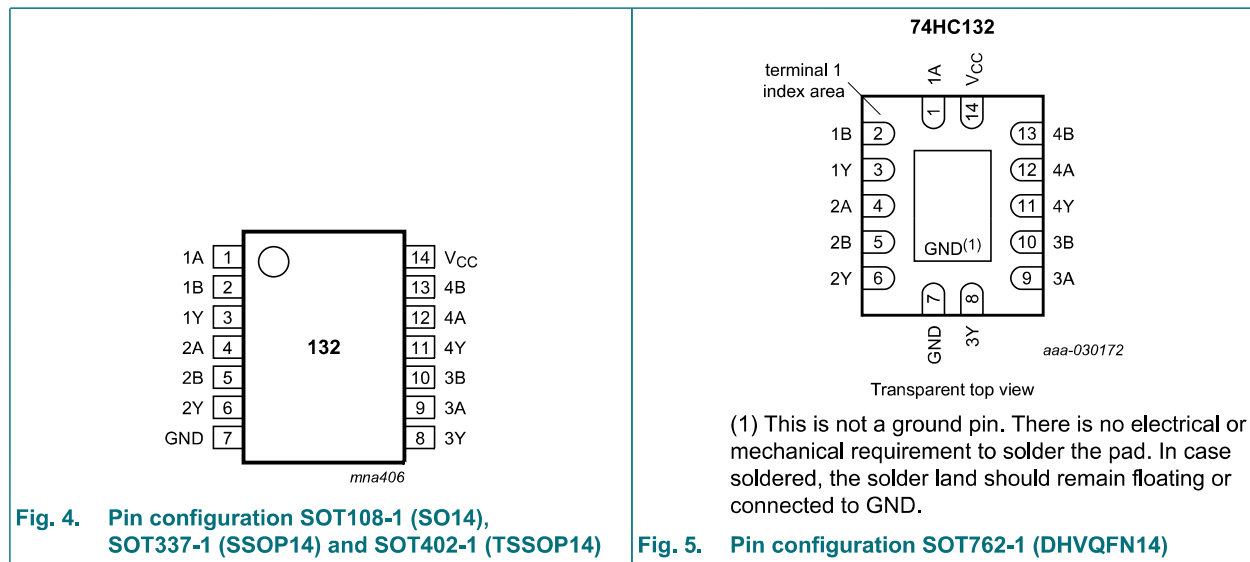 1A 1 14 VCC
1B 2 13 4B
1Y 3 12 4A
2A 4 132 11 4Y
2B 5 10 3B
2Y 6 9 3A
GND 7 8 3Y
mna406
Fig. 4. Pin configuration SOT108-1 (SO14),
SOT337-1 (SSOP14) and SOT402-1 (TSSOP14)
74HC132
terminal 1
index area
1A VCC
1 14
1B 2 13 4B
1Y 3 12 4A
2A 4 11 4Y
2B 5 GND(1) 10 3B
2Y 6 9 3A
7 8
GND 3Y
aaa-030172
Transparent top view
(1) This is not a ground pin. There is no electrical or
mechanical requirement to solder the pad. In case
soldered, the solder land should remain floating or
connected to GND.
Fig. 5. Pin configuration SOT762-1 (DHVQFN14)